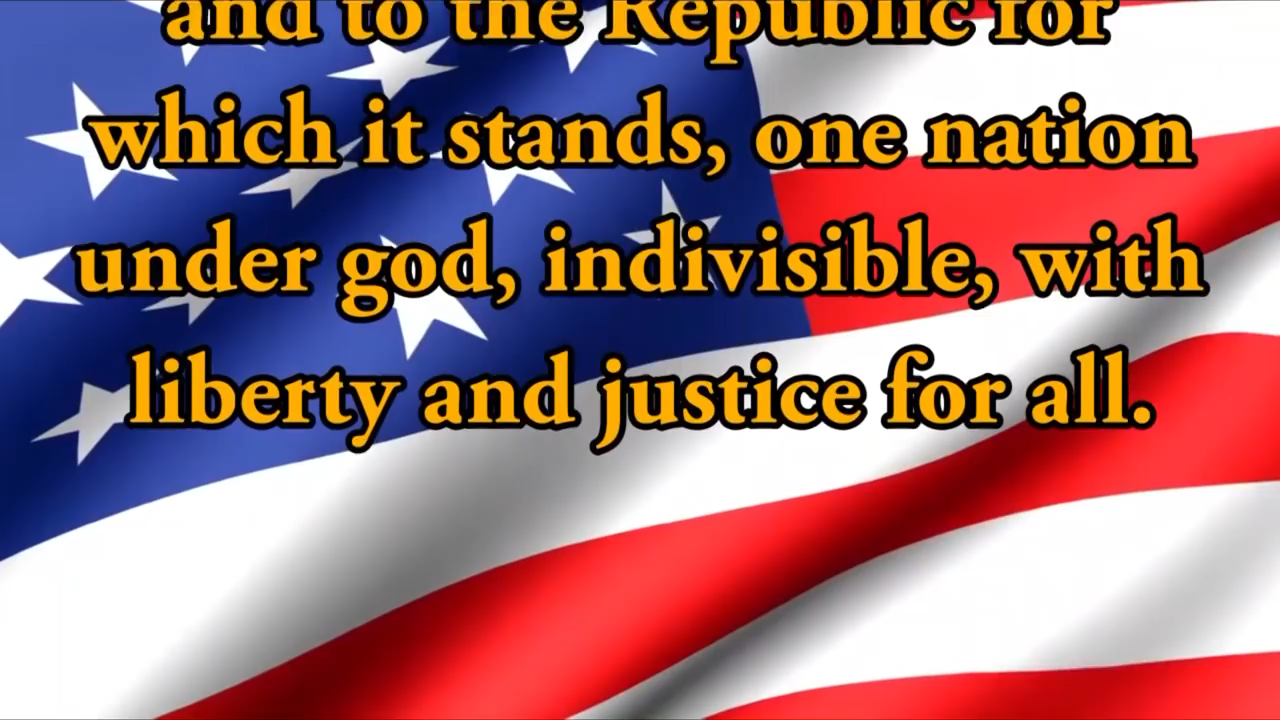 and to the Republic for
which it stands, one nation
under god, indivisible, with
liberty and justice for all.